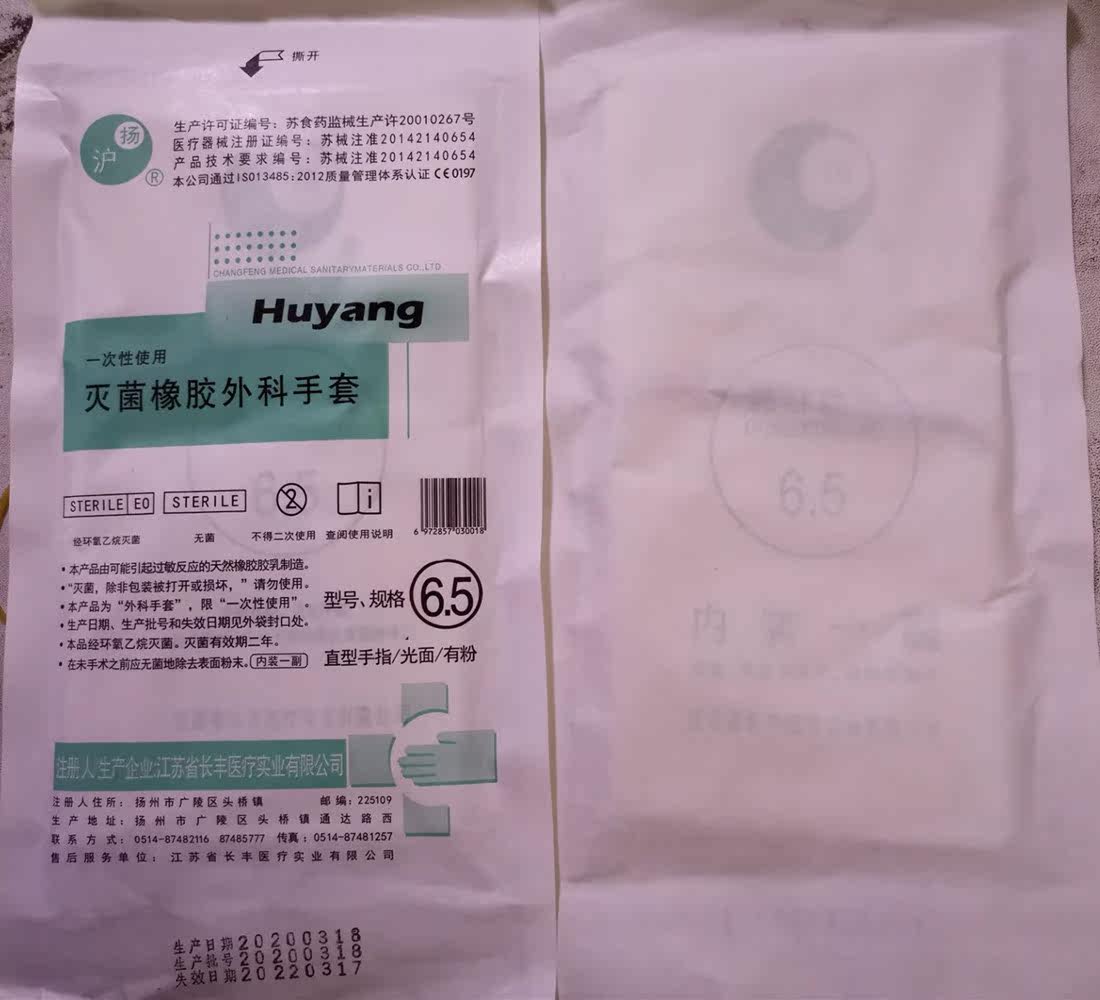 撕开
扬
沪
®
生产许可证编号：苏食药监械生产许20010267号
医疗器械注册证编号：苏械注准20142140654
产品技术要求编号：苏械注准20142140654
本公司通过ISO13485:2012质量管理体系认证 CE0197
CHANGFENG MEDICAL SANITARYMATERIALS CO.,LTD
Huyang
一次性使用
灭菌橡胶外科手套
STERILE EO STERILE 2 i
6 972857 030018
经环氧乙烷灭菌 无菌 不得二次使用 查阅使用说明
•本产品由可能引起过敏反应的天然橡胶胶乳制造。
•“灭菌，除非包装被打开或损坏，”请勿使用。
•本产品为“外科手套”，限“一次性使用”。
•生产日期、生产批号和失效日期见外袋封口处。
•本品经环氧乙烷灭菌。灭菌有效期二年。
•在未手术之前应无菌地除去表面粉末。 内装一副
型号、规格 6.5
直型手指/光面/有粉
注册人/生产企业:江苏省长丰医疗实业有限公司
注册人住所：扬州市广陵区头桥镇 邮编：225109
生产地址：扬州市广陵区头桥镇通达路西
联系方式：0514-87482116 87485777 传真：0514-87481257
售后服务单位：江苏省长丰医疗实业有限公司
生产日期20200318
生产批号20200318
失效日期20220317
6.5